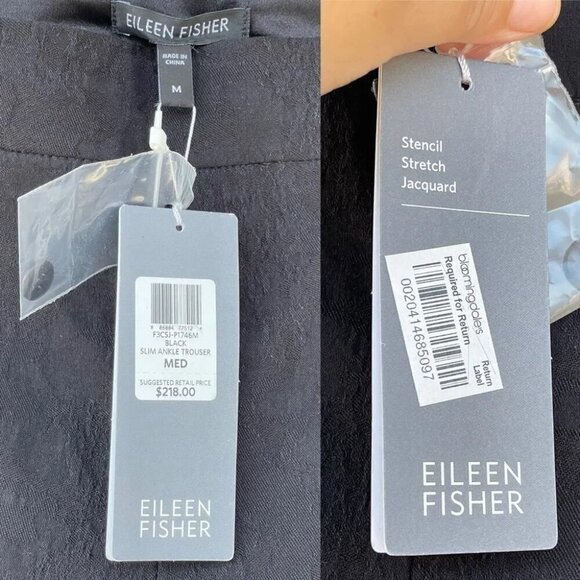 EILEEN FISHER
MADE IN
CHINA
M
F3CSJ-P1746M
BLACK
SLIM ANKLE TROUSER
MED
SUGGESTED RETAIL PRICE
$218.00
EILEEN
FISHER
Stencil
Stretch
Jacquard
bloomingdale's
Required for Return
0020414685097
Return
Label
EILEEN
FISHER